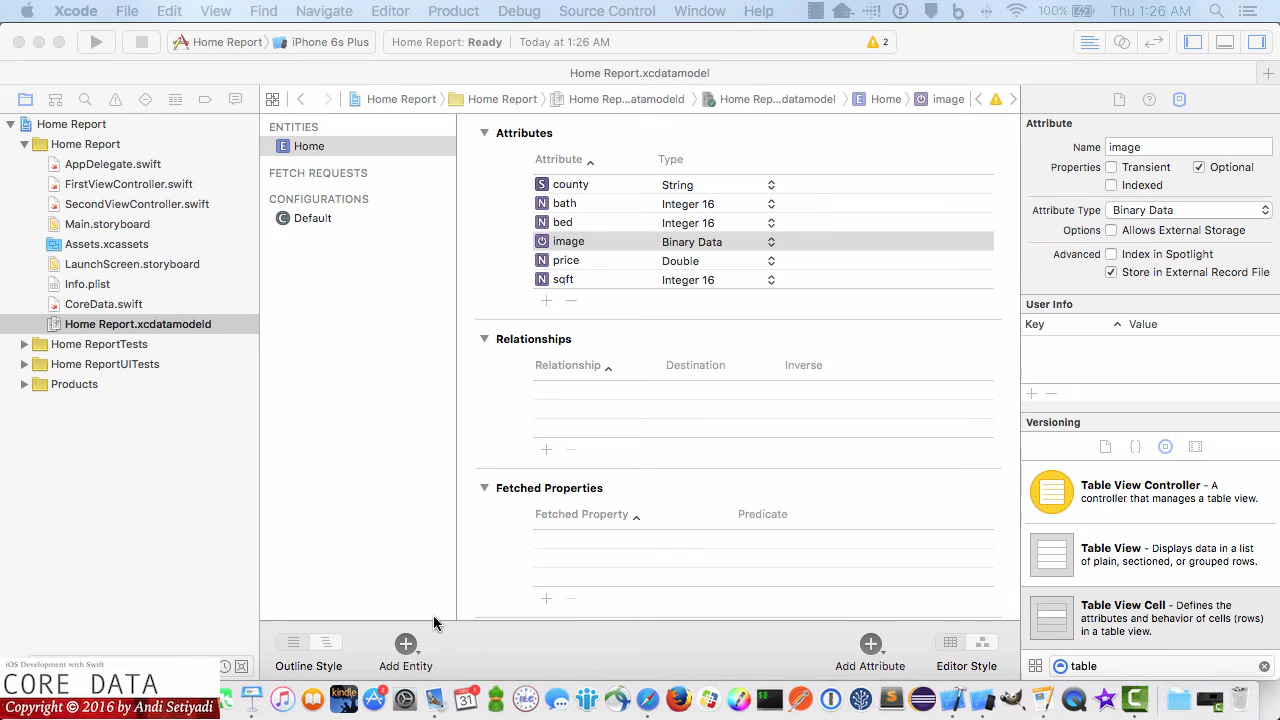 Xcode File Edit View Find Navigate Editor Product Debug Source Control Window Help 100% Thu 1:26 AM
Home Report iPhone 6s Plus Home Report: Ready Today at 1:26 AM 2
Home Report.xcdatamodel
Home Report Home Report Home Rep...atamodeld Home Rep...datamodel E Home image
Home Report
Home Report
AppDelegate.swift
FirstViewController.swift
SecondViewController.swift
Main.storyboard
Assets.xcassets
LaunchScreen.storyboard
Info.plist
CoreData.swift
Home Report.xcdatamodeld
Home ReportTests
Home ReportUITests
Products
ENTITIES
E Home
FETCH REQUESTS
CONFIGURATIONS
C Default
Attributes
Attribute Type
S county String
N bath Integer 16
N bed Integer 16
image Binary Data
N price Double
N sqft Integer 16
Relationships
Relationship Destination Inverse
Fetched Properties
Fetched Property Predicate
Outline Style Add Entity Add Attribute Editor Style
Attribute
Name image
Properties Transient Optional
Indexed
Attribute Type Binary Data
Options Allows External Storage
Advanced Index in Spotlight
Store in External Record File
User Info
Key Value
Versioning
Table View Controller - A
controller that manages a table view.
Table View - Displays data in a list
of plain, sectioned, or grouped rows.
Table View Cell - Defines the
attributes and behavior of cells (rows)
in a table view.
table
iOS Development with Swift
CORE DATA
Copyright © 2016 by Andi Setiyadi
kindle
31